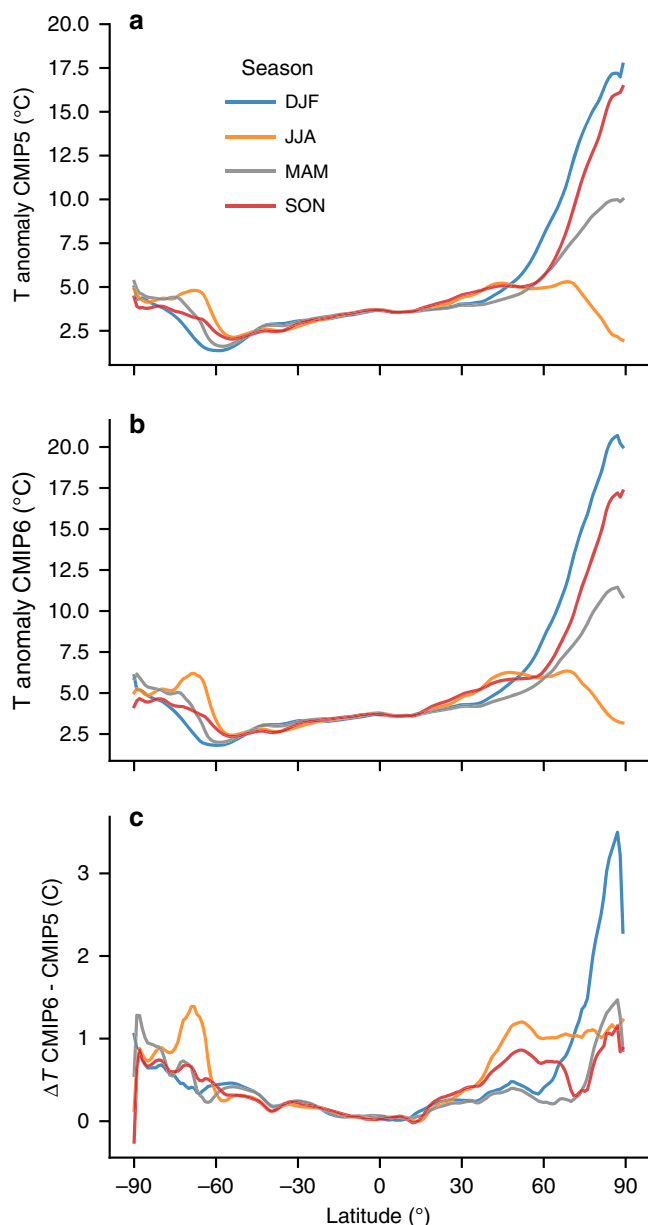 a
20.0
17.5
15.0
12.5
10.0
7.5
5.0
2.5
T anomaly CMIP5 (°C)
Season
DJF
JJA
MAM
SON
b
20.0
17.5
15.0
12.5
10.0
7.5
5.0
2.5
T anomaly CMIP6 (°C)
c
3
2
1
0
ΔT CMIP6 - CMIP5 (C)
–90 –60 –30 0 30 60 90
Latitude (°)